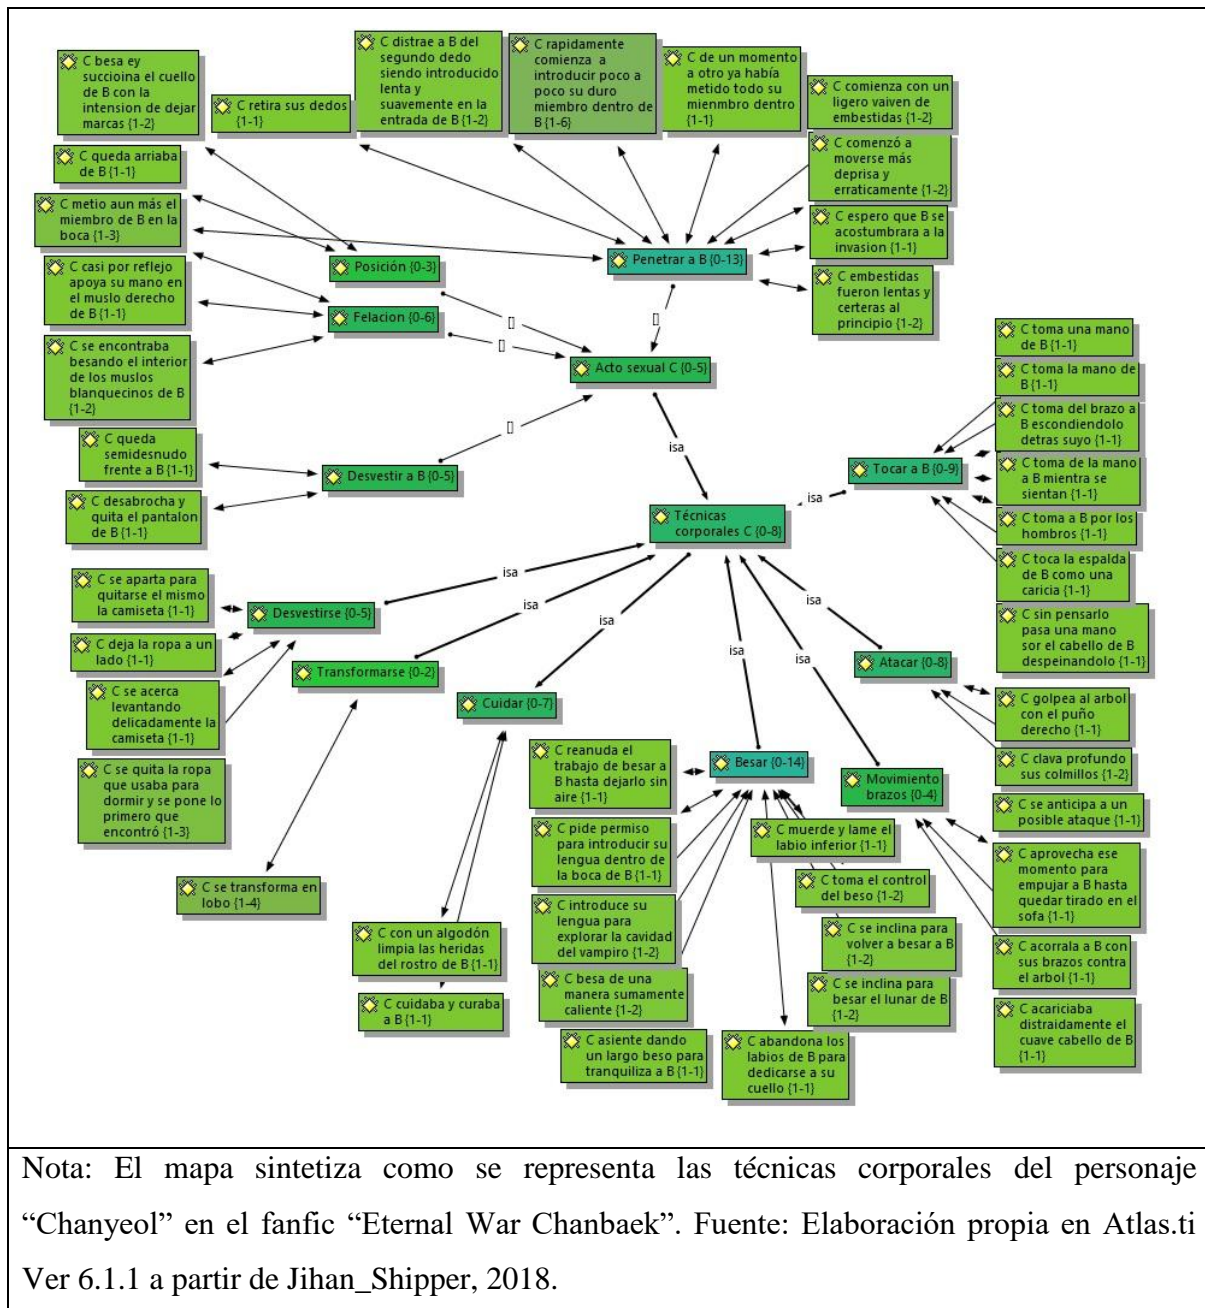 C besa ey
succioina el cuello
de B con la
intension de dejar
marcas {1-2}
C retira sus dedos
{1-1}
C distrae a B del
segundo dedo
siendo introducido
lenta y
suavemente en la
entrada de B {1-2}
C rapidamente
comienza a
introducir poco a
poco su duro
miembro dentro de
B {1-6}
C de un momento
a otro ya había
metido todo su
mienmbro dentro
{1-1}
C comienza con un
ligero vaiven de
embestidas {1-2}
C queda arriaba
de B {1-1}
C comenzó a
moverse más
deprisa y
erraticamente {1-2}
C metio aun más el
miembro de B en la
boca {1-3}
C espero que B se
acostumbrara a la
invasion {1-1}
Posición {0-3}
Penetrar a B {0-13}
C casi por reflejo
apoya su mano en
el muslo derecho
de B {1-1}
C embestidas
fueron lentas y
certeras al
principio {1-2}
Felacion {0-6}
[]
[]
[]
C se encontraba
besando el interior
de los muslos
blanquecinos de B
{1-2}
Acto sexual C {0-5}
C toma una mano
de B {1-1}
C toma la mano de
B {1-1}
C toma del brazo a
B escondiendolo
detras suyo {1-1}
[]
isa
C queda
semidesnudo
frente a B {1-1}
Desvestir a B {0-5}
Tocar a B {0-9}
C toma de la mano
a B mientra se
sientan {1-1}
C desabrocha y
quita el pantalon
de B {1-1}
isa
Técnicas
corporales C {0-8}
C toma a B por los
hombros {1-1}
C toca la espalda
de B como una
caricia {1-1}
C se aparta para
quitarse el mismo
la camiseta {1-1}
isa
isa
isa
isa
isa
isa
Desvestirse {0-5}
C sin pensarlo
pasa una mano
sor el cabello de B
despeinandolo {1-1}
C deja la ropa a un
lado {1-1}
Transformarse {0-2}
Atacar {0-8}
C se acerca
levantando
delicadamente la
camiseta {1-1}
Cuidar {0-7}
C golpea al arbol
con el puño
derecho {1-1}
C se quita la ropa
que usaba para
dormir y se pone lo
primero que
encontró {1-3}
C reanuda el
trabajo de besar a
B hasta dejarlo sin
aire {1-1}
Besar {0-14}
Movimiento
brazos {0-4}
C clava profundo
sus colmillos {1-2}
C se anticipa a un
posible ataque {1-1}
C pide permiso
para introducir su
lengua dentro de
la boca de B {1-1}
C muerde y lame el
labio inferior {1-1}
C aprovecha ese
momento para
empujar a B hasta
quedar tirado en el
sofa {1-1}
C se transforma en
lobo {1-4}
C toma el control
del beso {1-2}
C introduce su
lengua para
explorar la cavidad
del vampiro {1-2}
C con un algodón
limpia las heridas
del rostro de B {1-1}
C se inclina para
volver a besar a B
{1-2}
C acorrala a B con
sus brazos contra
el arbol {1-1}
C besa de una
manera sumamente
caliente {1-2}
C se inclina para
besar el lunar de B
{1-2}
C cuidaba y curaba
a B {1-1}
C acariciaba
distraidamente el
cuave cabello de B
{1-1}
C asiente dando
un largo beso para
tranquiliza a B {1-1}
C abandona los
labios de B para
dedicarse a su
cuello {1-1}
Nota: El mapa sintetiza como se representa las técnicas corporales del personaje
“Chanyeol” en el fanfic “Eternal War Chanbaek”. Fuente: Elaboración propia en Atlas.ti
Ver 6.1.1 a partir de Jihan_Shipper, 2018.